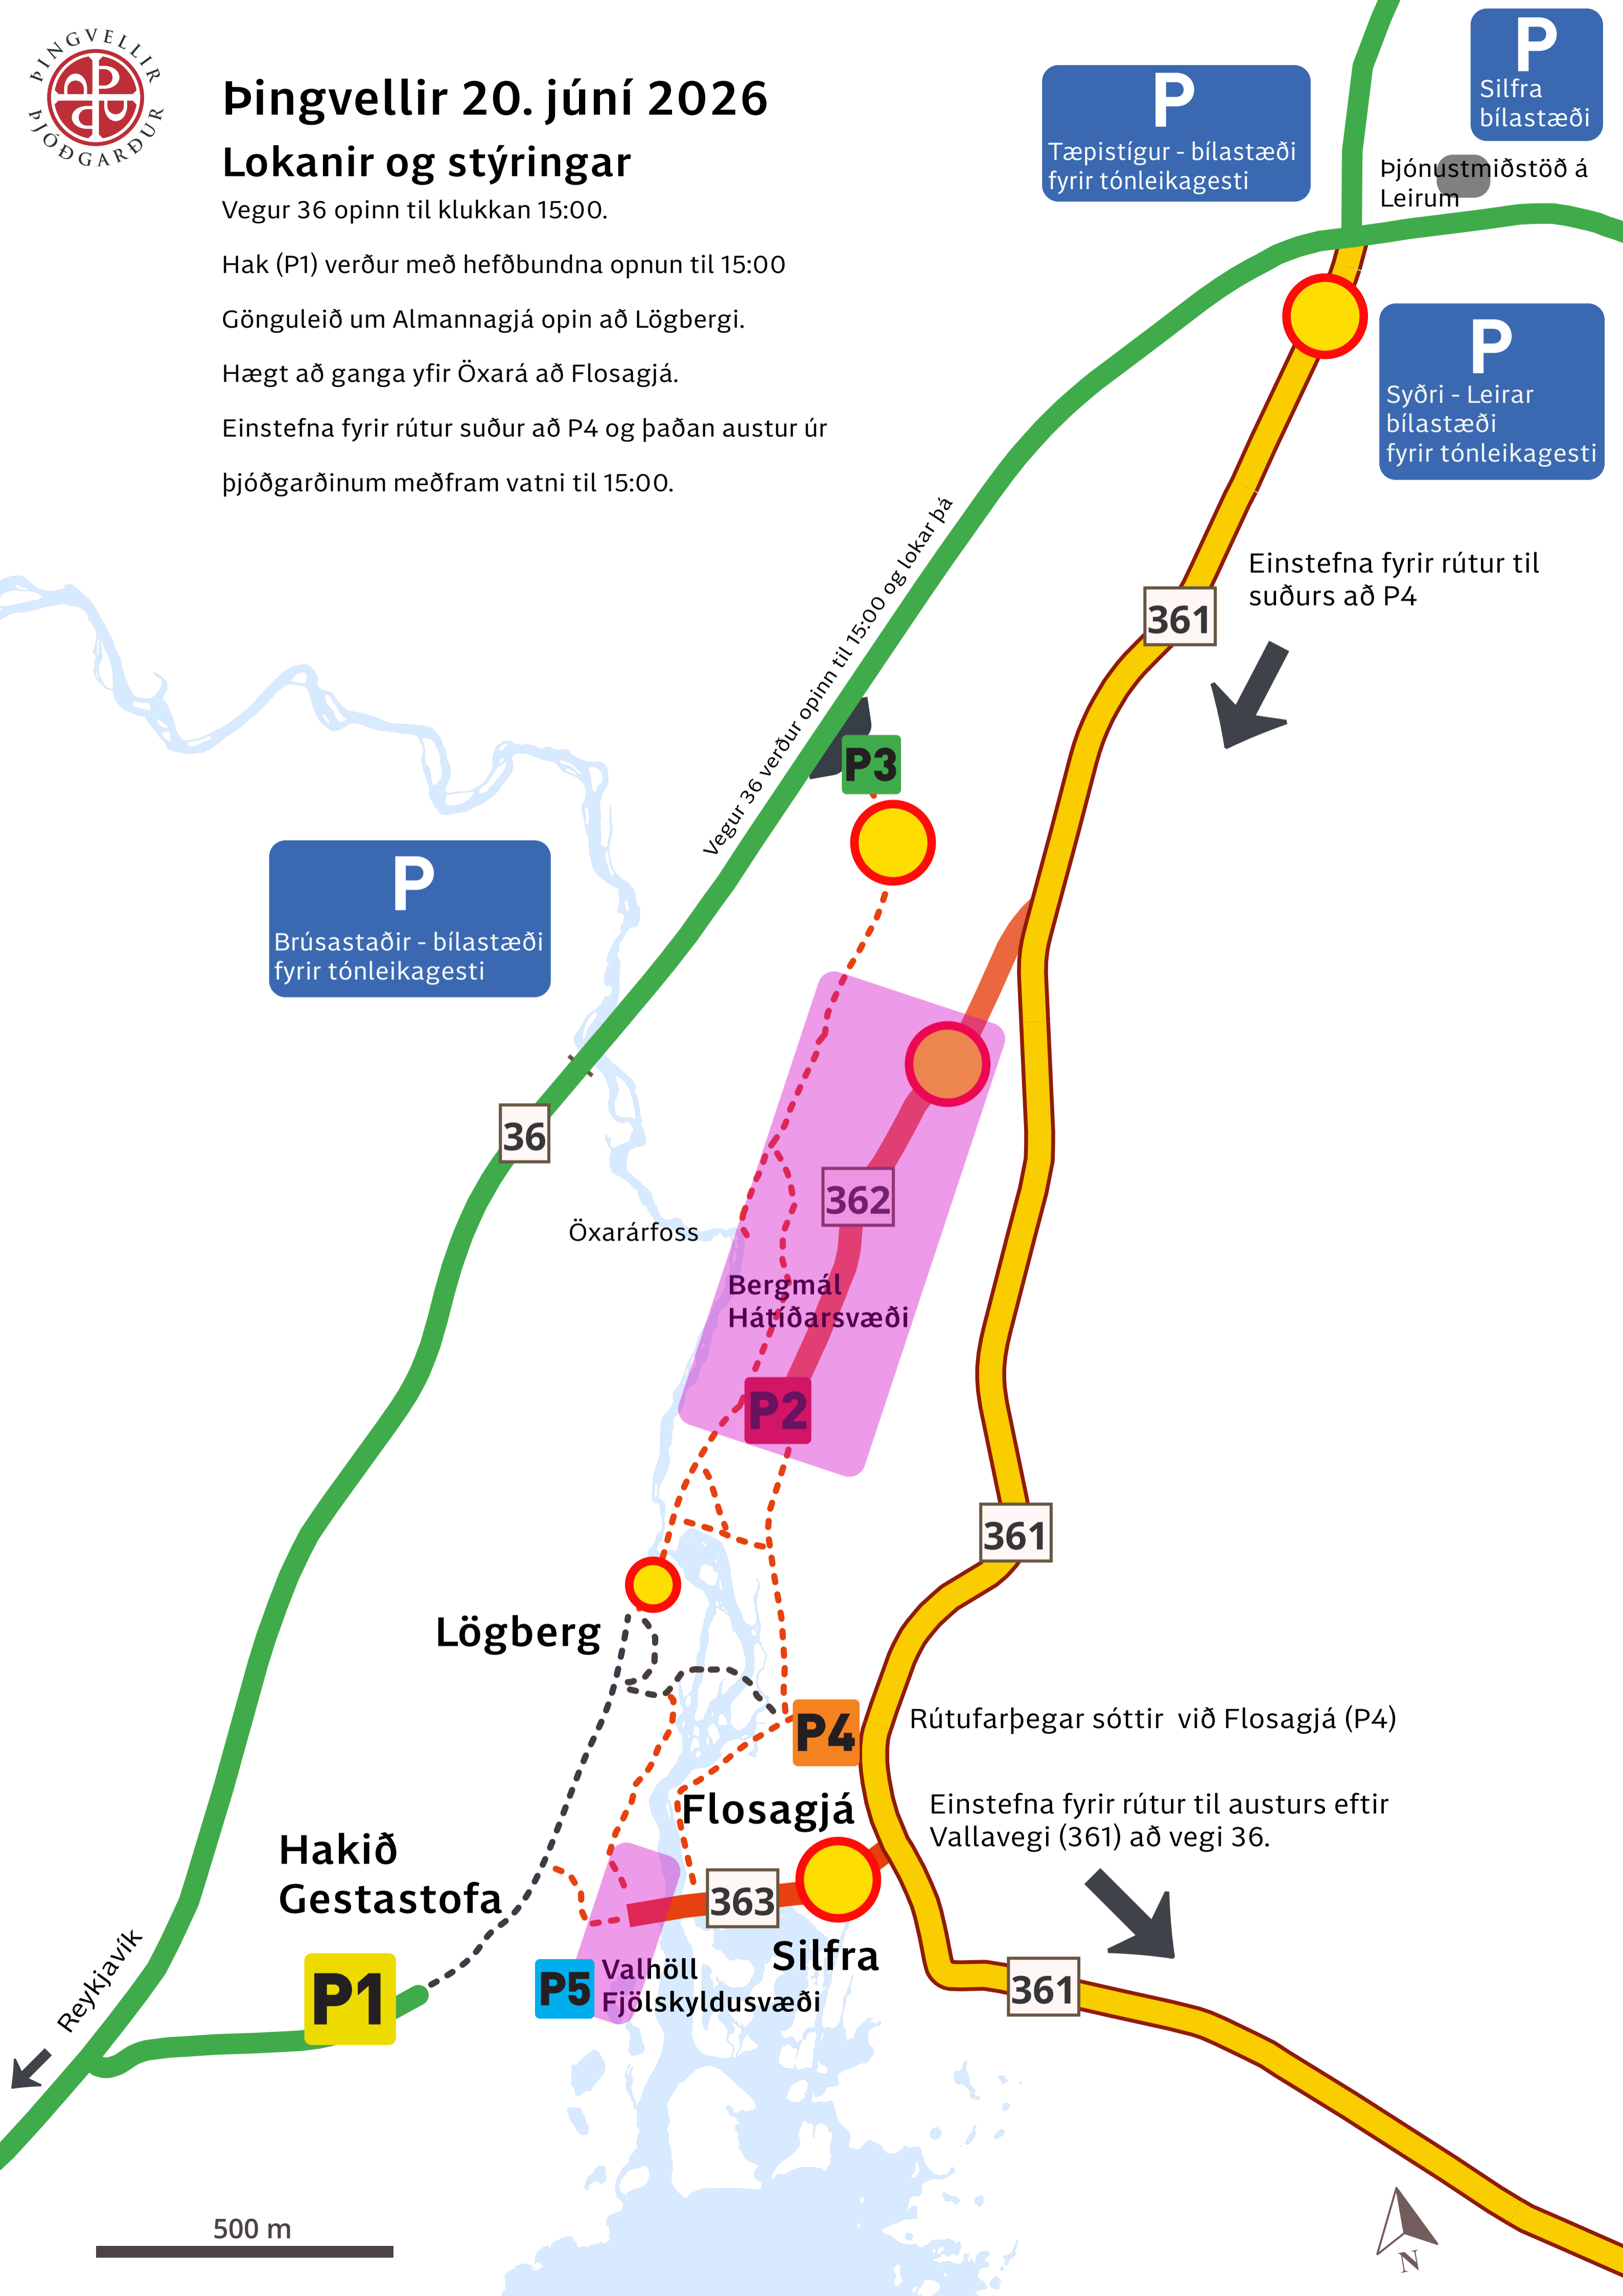 ÞINGVELLIR
ÞJÓÐGARÐUR
Þingvellir 20. júní 2026
Lokanir og stýringar
Vegur 36 opinn til klukkan 15:00.
Hak (P1) verður með hefðbundna opnun til 15:00
Gönguleið um Almannagjá opin að Lögbergi.
Hægt að ganga yfir Öxará að Flosagjá.
Einstefna fyrir rútur suður að P4 og þaðan austur úr
þjóðgarðinum meðfram vatni til 15:00.
P
Tæpistígur - bílastæði
fyrir tónleikagesti
P
Silfra
bílastæði
Þjónustmiðstöð á
Leirum
P
Syðri - Leirar
bílastæði
fyrir tónleikagesti
Einstefna fyrir rútur til
suðurs að P4
361
Vegur 36 verður opinn til 15:00 og lokar þá
P3
P
Brúsastaðir - bílastæði
fyrir tónleikagesti
36
362
Öxarárfoss
Bergmál
Hátíðarsvæði
P2
361
Lögberg
P4
Rútufarþegar sóttir við Flosagjá (P4)
Flosagjá
Einstefna fyrir rútur til austurs eftir
Vallavegi (361) að vegi 36.
Hakið
Gestastofa
363
Silfra
P1
P5
Valhöll
Fjölskyldusvæði
361
Reykjavík
500 m
N